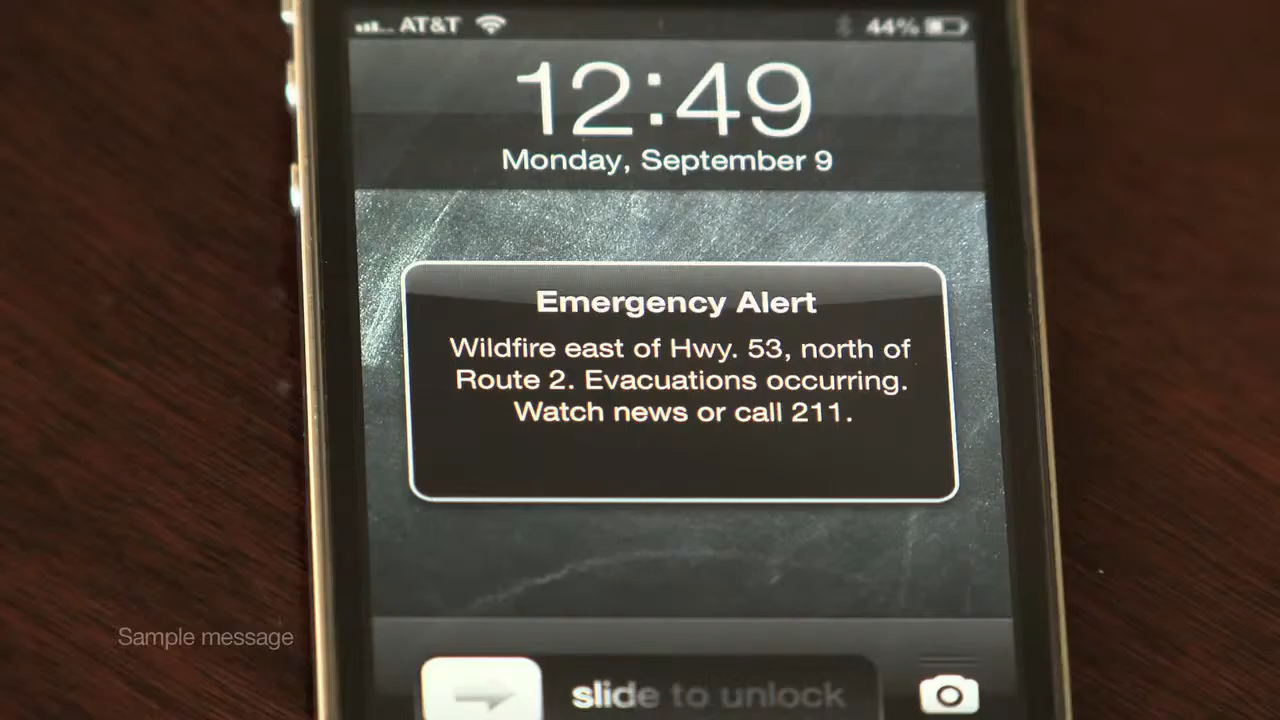 AT&T 44%
12:49
Monday, September 9
Emergency Alert
Wildfire east of Hwy. 53, north of
Route 2. Evacuations occurring.
Watch news or call 211.
Sample message
slide to unlock